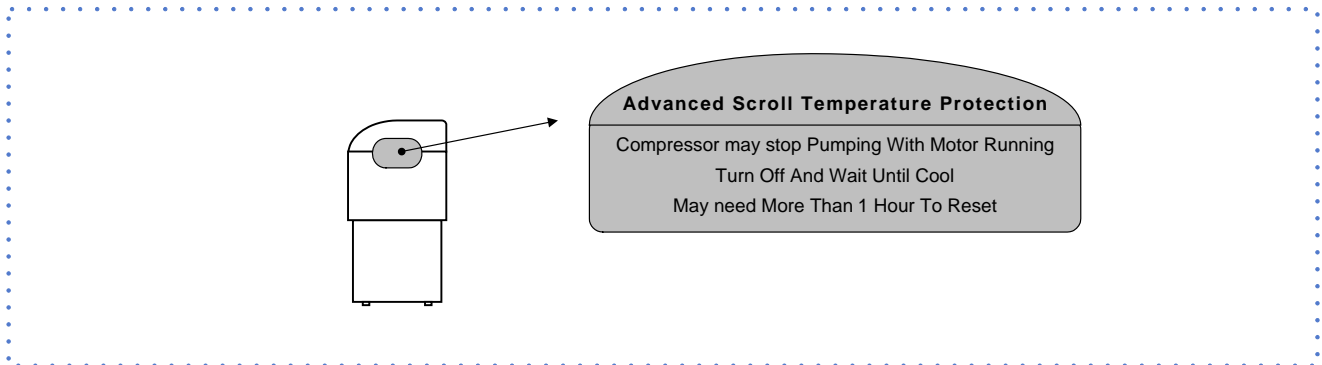 Advanced Scroll Temperature Protection
Compressor may stop Pumping With Motor Running
Turn Off And Wait Until Cool
May need More Than 1 Hour To Reset